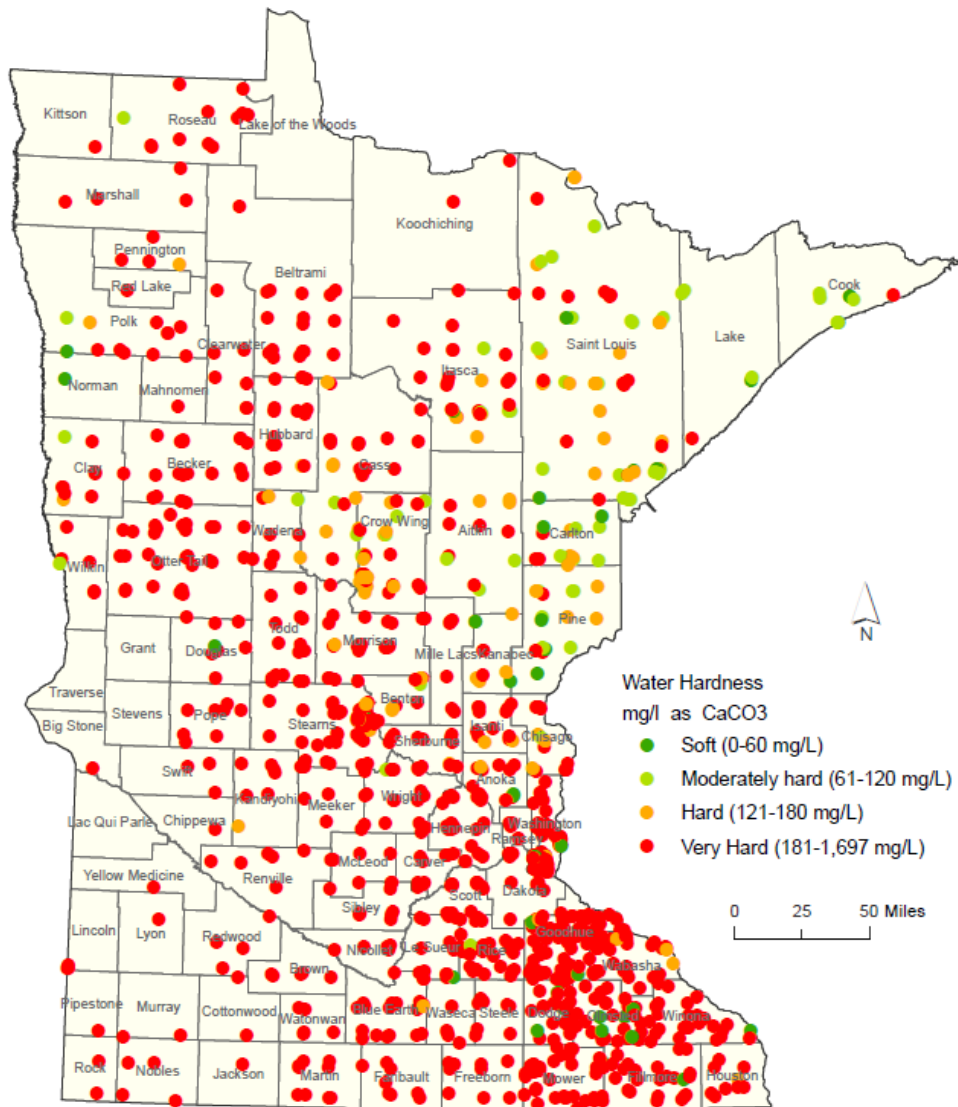 Kittson
Roseau
Lake of the Woods
Marshall
Koochiching
Pennington
Beltrami
Red Lake
Cook
Polk
Clearwater
Saint Louis
Lake
Itasca
Norman
Mahnomen
Hubbard
Clay
Becker
Cass
Wadena
Crow Wing
Aitkin
Carlton
Wilkin
Otter Tail
N
Todd
Pine
Grant
Douglas
Morrison
Mille Lacs
Kanabec
Traverse
Benton
Water Hardness
mg/l as CaCO3
Big Stone
Stevens
Pope
Stearns
Isanti
Sherburne
Chisago
Soft (0-60 mg/L)
Swift
Anoka
Moderately hard (61-120 mg/L)
Kandiyohi
Meeker
Wright
Hard (121-180 mg/L)
Lac Qui Parle
Chippewa
Hennepin
Washington
Ramsey
Very Hard (181-1,697 mg/L)
McLeod
Carver
Yellow Medicine
Renville
Dakota
Scott
Sibley
0 25 50 Miles
Lincoln
Lyon
Redwood
Goodhue
Nicollet
Le Sueur
Rice
Brown
Wabasha
Pipestone
Murray
Cottonwood
Watonwan
Blue Earth
Waseca
Steele
Dodge
Olmsted
Winona
Rock
Nobles
Jackson
Martin
Faribault
Freeborn
Mower
Fillmore
Houston